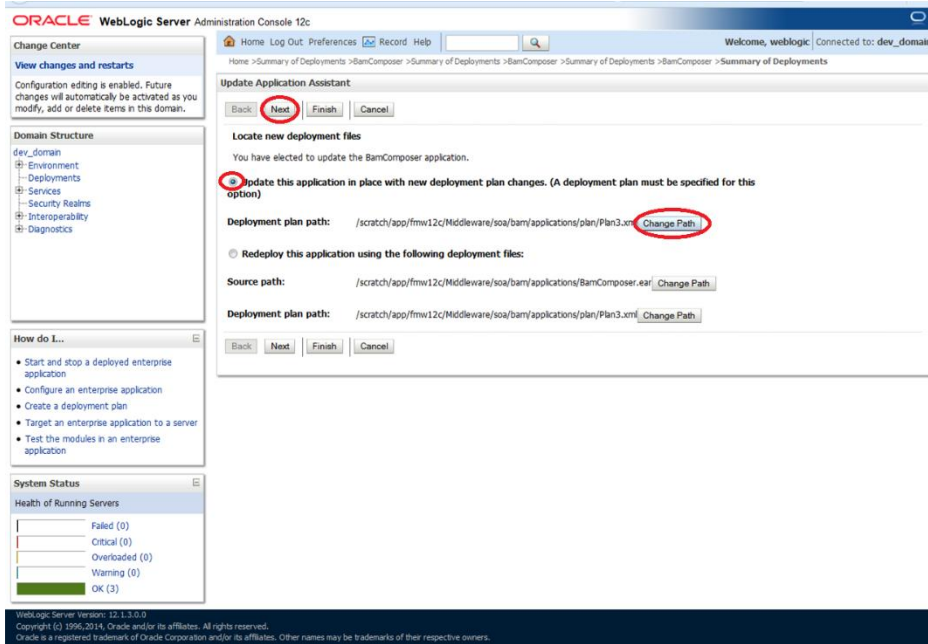 ORACLE WebLogic Server Administration Console 12c
Change Center
View changes and restarts
Configuration editing is enabled. Future
changes will automatically be activated as you
modify, add or delete items in this domain.
Domain Structure
dev_domain
Environment
Deployments
Services
Security Realms
Interoperability
Diagnostics
How do I...
Start and stop a deployed enterprise
application
Configure an enterprise application
Create a deployment plan
Target an enterprise application to a server
Test the modules in an enterprise
application
System Status
Health of Running Servers
Failed (0)
Critical (0)
Overloaded (0)
Warning (0)
OK (3)
Home Log Out Preferences Record Help
Welcome, weblogic Connected to: dev_domain
Home >Summary of Deployments >BamComposer >Summary of Deployments >BamComposer >Summary of Deployments >BamComposer >Summary of Deployments
Update Application Assistant
Back Next Finish Cancel
Locate new deployment files
You have elected to update the BamComposer application.
Update this application in place with new deployment plan changes. (A deployment plan must be specified for this
option)
Deployment plan path: /scratch/app/fmw12c/Middleware/soa/bam/applications/plan/Plan3.xml Change Path
Redeploy this application using the following deployment files:
Source path: /scratch/app/fmw12c/Middleware/soa/bam/applications/BamComposer.ear Change Path
Deployment plan path: /scratch/app/fmw12c/Middleware/soa/bam/applications/plan/Plan3.xml Change Path
Back Next Finish Cancel
WebLogic Server Version: 12.1.3.0.0
Copyright (c) 1996,2014, Oracle and/or its affiliates. All rights reserved.
Oracle is a registered trademark of Oracle Corporation and/or its affiliates. Other names may be trademarks of their respective owners.